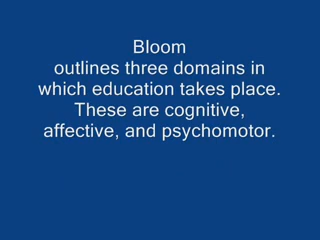 Bloom
outlines three domains in
which education takes place.
These are cognitive,
affective, and psychomotor.